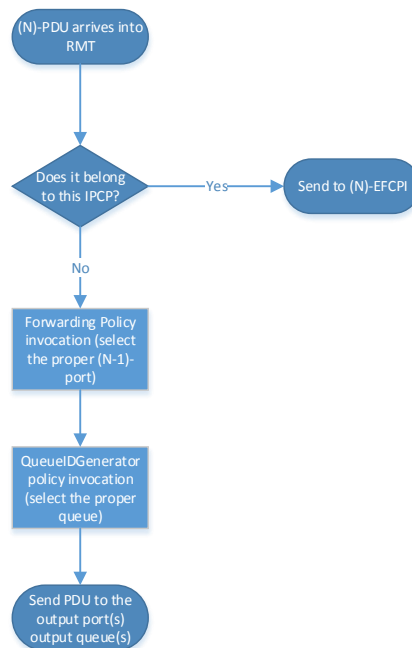 (N)-PDU arrives into
RMT
Does it belong
to this IPCP?
Yes
Send to (N)-EFCPI
No
Forwarding Policy
invocation (select
the proper (N-1)-
port)
QueueIDGenerator
policy invocation
(select the proper
queue)
Send PDU to the
output port(s)
output queue(s)